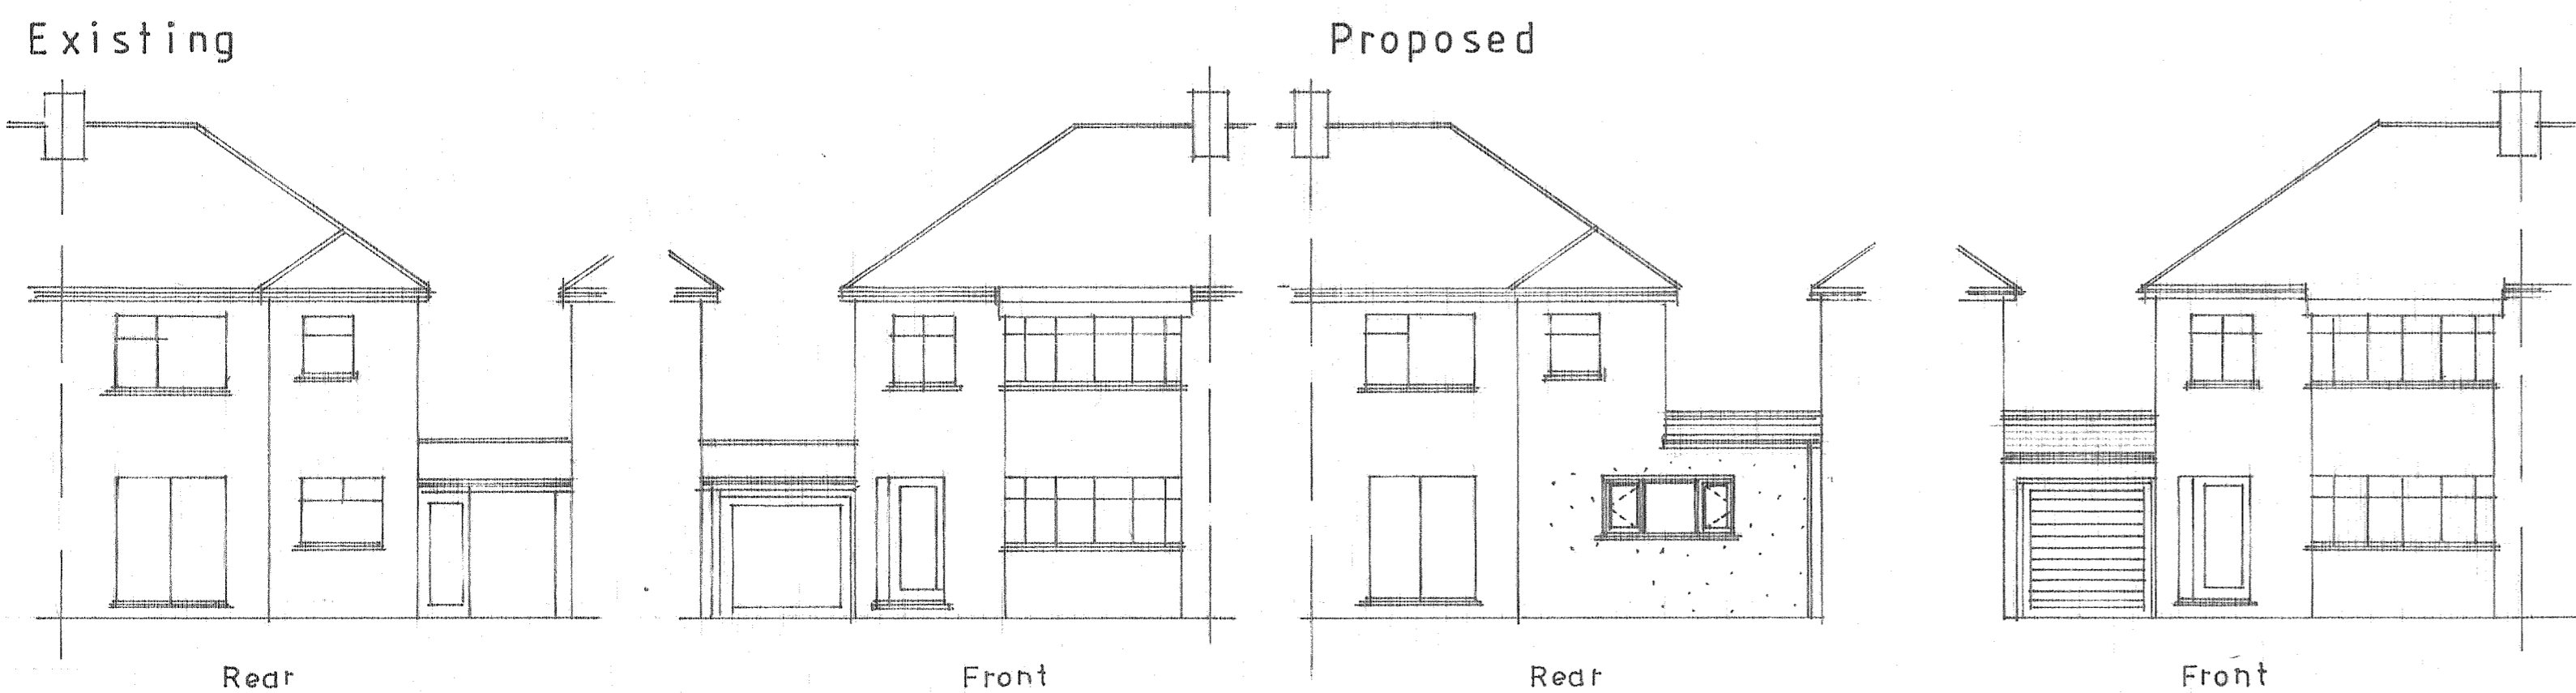 Existing
Proposed
Rear
Front
Rear
Front